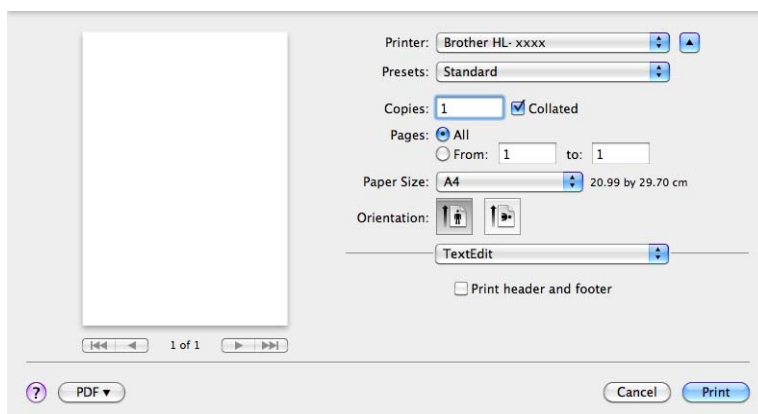 Printer: Brother HL- xxxx
Presets: Standard
Copies: 1 Collated
Pages: All
From: 1 to: 1
Paper Size: A4 20.99 by 29.70 cm
Orientation:
TextEdit
Print header and footer
1 of 1
? PDF ▼ Cancel Print